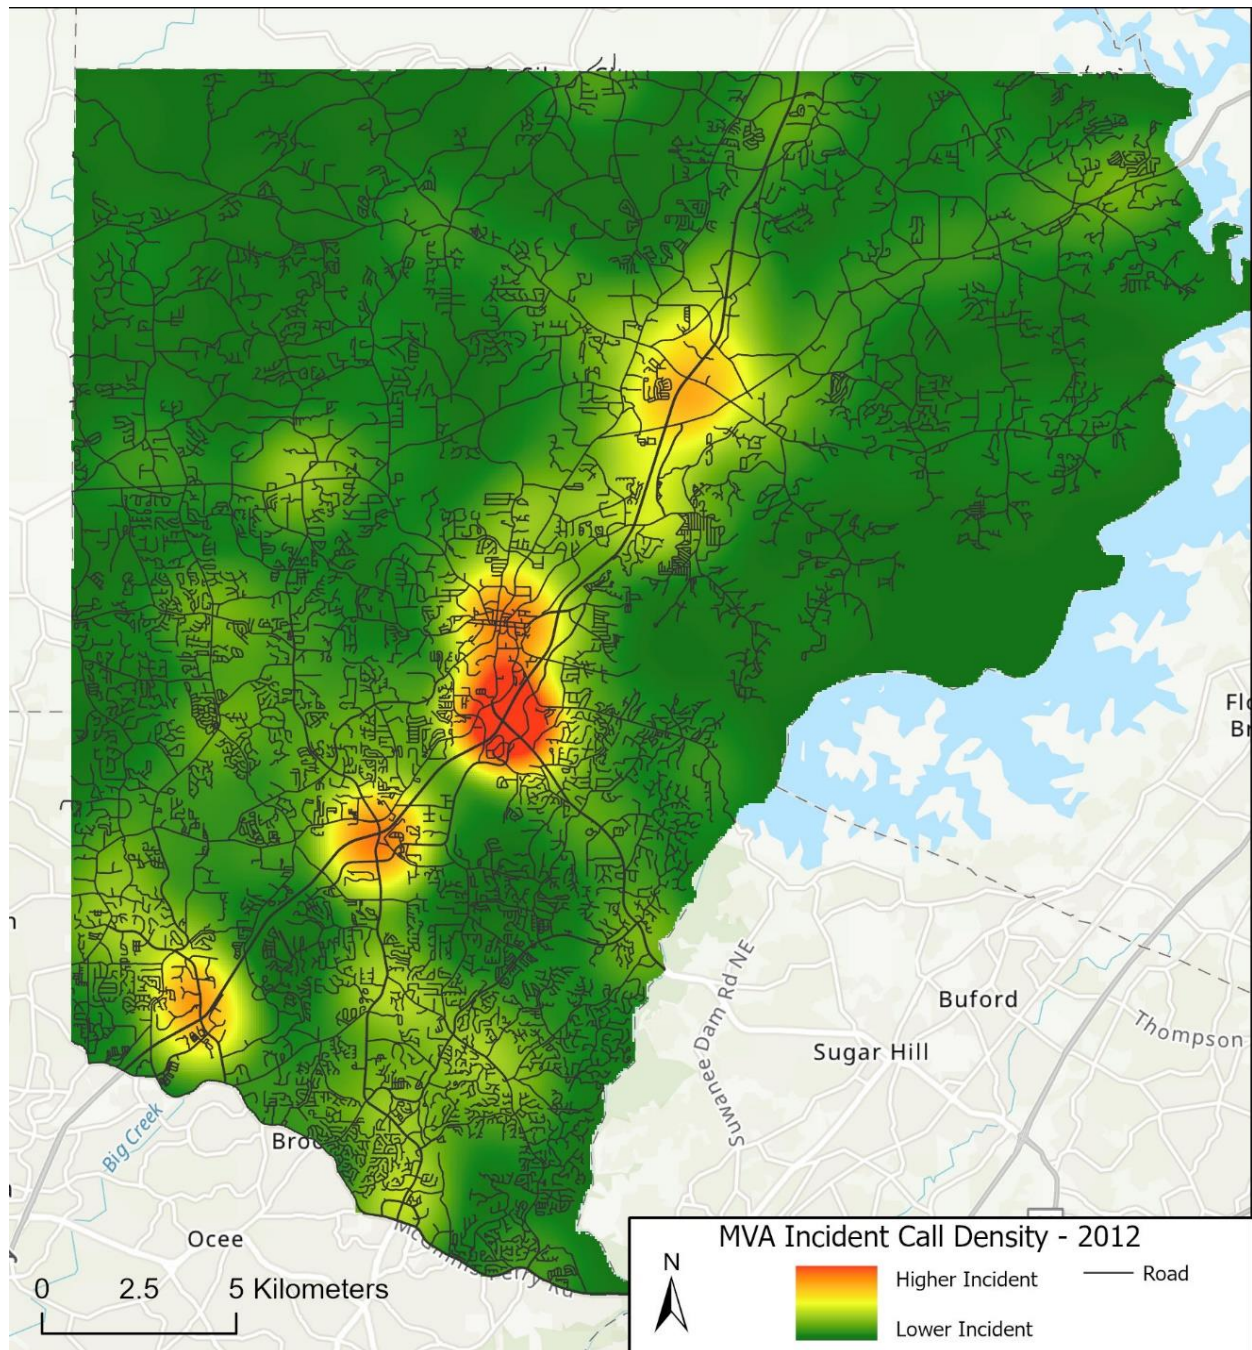 Buford
Suwanee Dam Rd NE
Thompson
Sugar Hill
Big Creek
Ocee
0 2.5 5 Kilometers
MVA Incident Call Density - 2012
N
Higher Incident
Road
Lower Incident